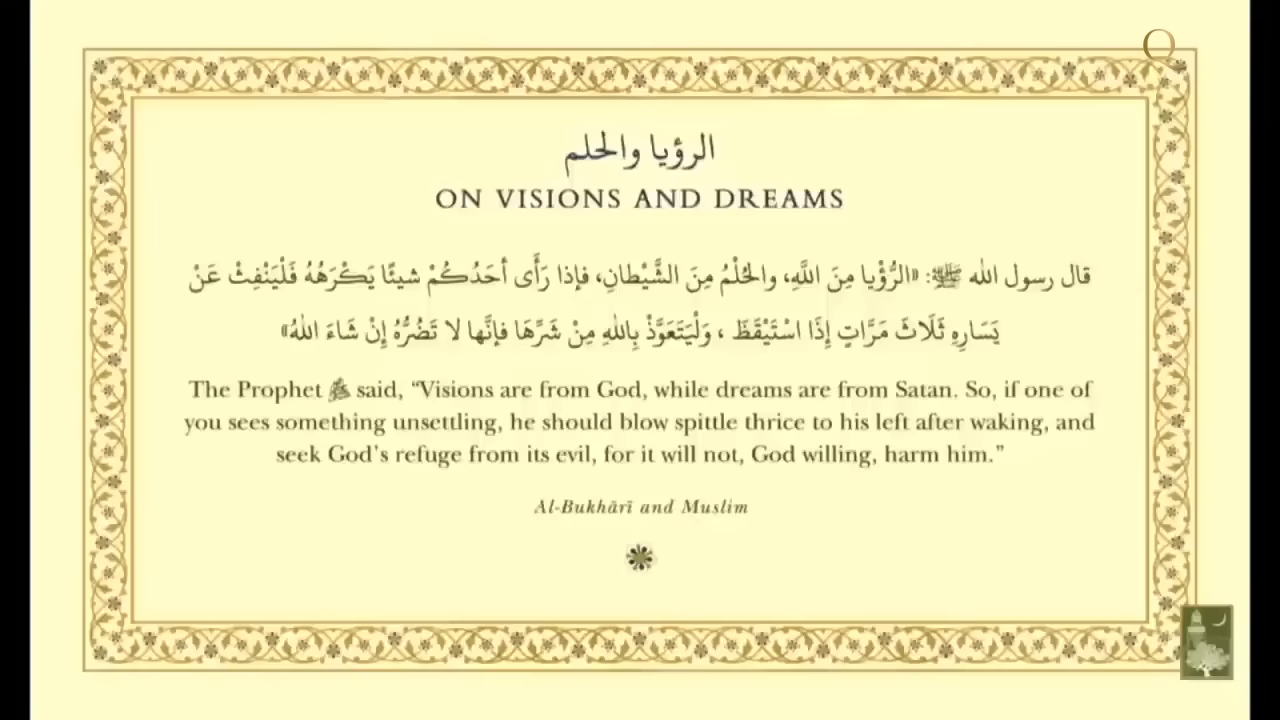 Q
الرؤيا والحلم
ON VISIONS AND DREAMS
قال رسول الله ﷺ: «الرُّؤْيا مِنَ اللَّهِ، والحُلْمُ مِنَ الشَّيْطانِ، فإذا رَأَى أحَدُكُمْ شيئًا يَكْرَهُهُ فَلْيَنْفِثْ عَنْ
يَسَارِهِ ثَلَاثَ مَرَّاتٍ إِذَا اسْتَيْقَظَ ، وَلْيَتَعَوَّذْ بِاللهِ مِنْ شَرِّهَا فإنَّها لا تَضُرُّهُ إنْ شَاءَ اللهُ»
The Prophet ﷺ said, “Visions are from God, while dreams are from Satan. So, if one of
you sees something unsettling, he should blow spittle thrice to his left after waking, and
seek God’s refuge from its evil, for it will not, God willing, harm him.”
Al-Bukhārī and Muslim